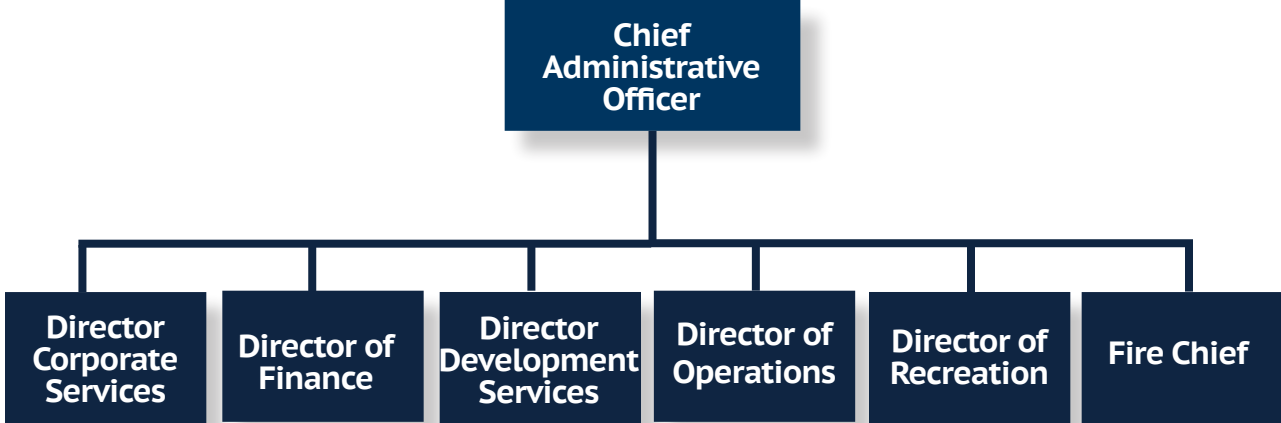 Chief
Administrative
Officer
Director
Corporate
Services
Director of
Finance
Director
Development
Services
Director of
Operations
Director of
Recreation
Fire Chief